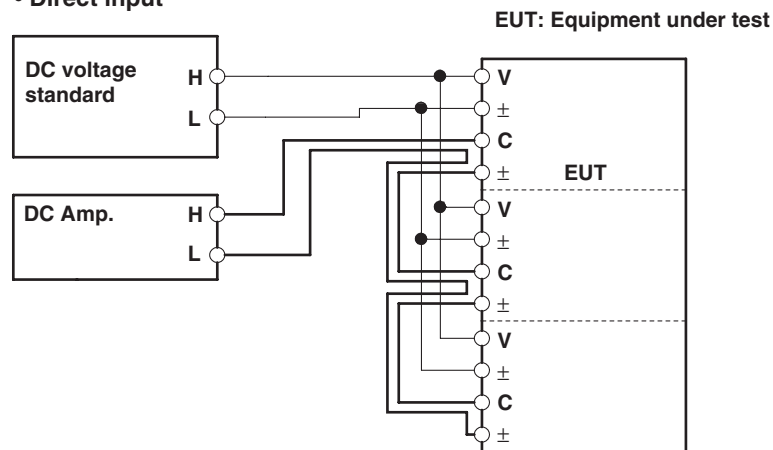 • Direct input
EUT: Equipment under test
DC voltage
standard
H
L
DC Amp.
H
L
V
±
C
±
EUT
V
±
C
±
V
±
C
±